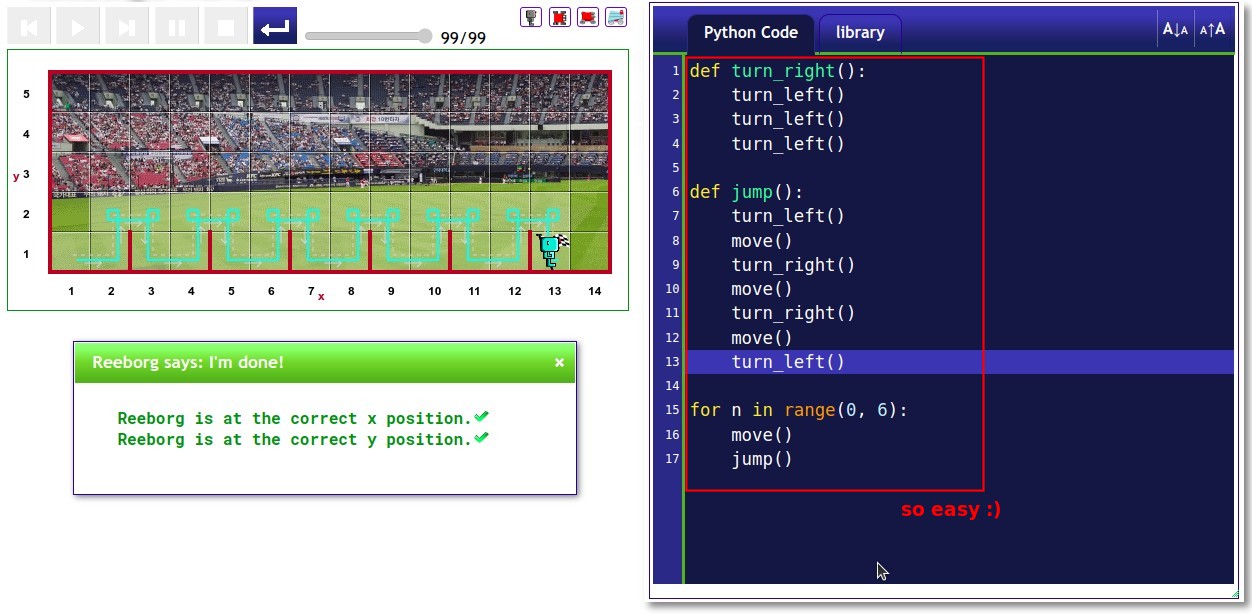 99/99
5
4
y 3
2
1
1 2 3 4 5 6 7 x 8 9 10 11 12 13 14
Reeborg says: I'm done! ×
Reeborg is at the correct x position.
Reeborg is at the correct y position.
Python Code library A↓A A↑A
1 def turn_right():
2     turn_left()
3     turn_left()
4     turn_left()
5
6 def jump():
7     turn_left()
8     move()
9     turn_right()
10     move()
11     turn_right()
12     move()
13     turn_left()
14
15 for n in range(0, 6):
16     move()
17     jump()
so easy :)